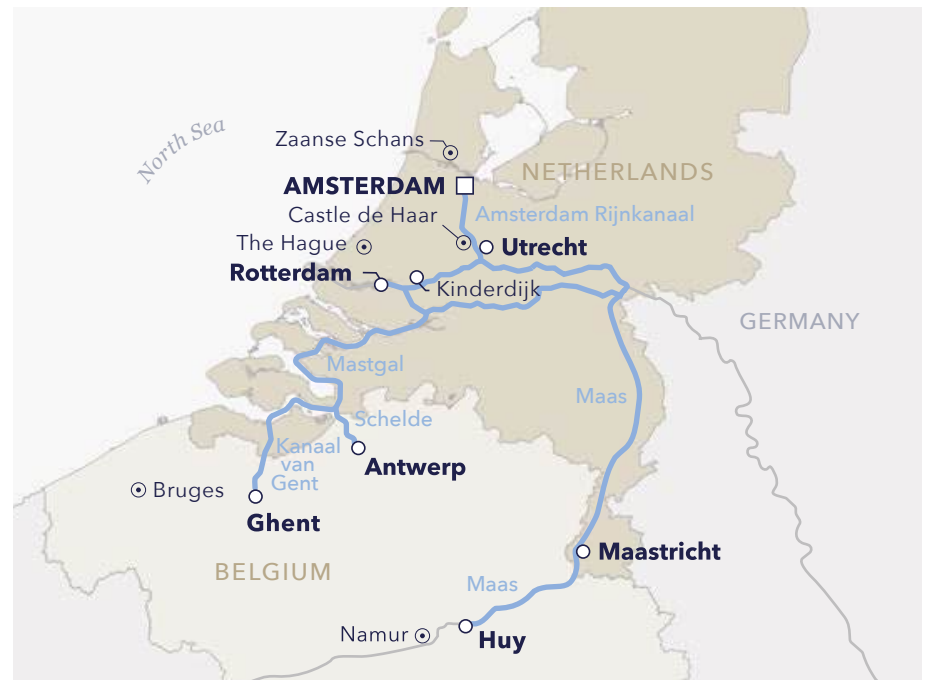 North Sea
Zaanse Schans
NETHERLANDS
AMSTERDAM
Castle de Haar
Amsterdam Rijnkanaal
The Hague
Utrecht
Rotterdam
Kinderdijk
GERMANY
Mastgal
Maas
Schelde
Kanaal
van
Gent
Antwerp
Bruges
Ghent
Maastricht
BELGIUM
Maas
Namur
Huy